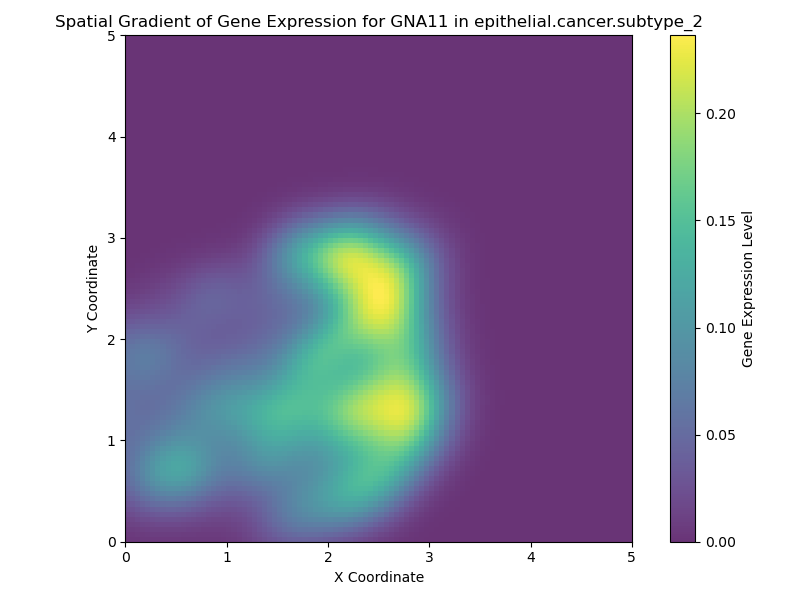 Spatial Gradient of Gene Expression for GNA11 in epithelial.cancer.subtype_2
5
4
3
2
1
0
0 1 2 3 4 5
X Coordinate
Y Coordinate
0.20
0.15
0.10
0.05
0.00
Gene Expression Level